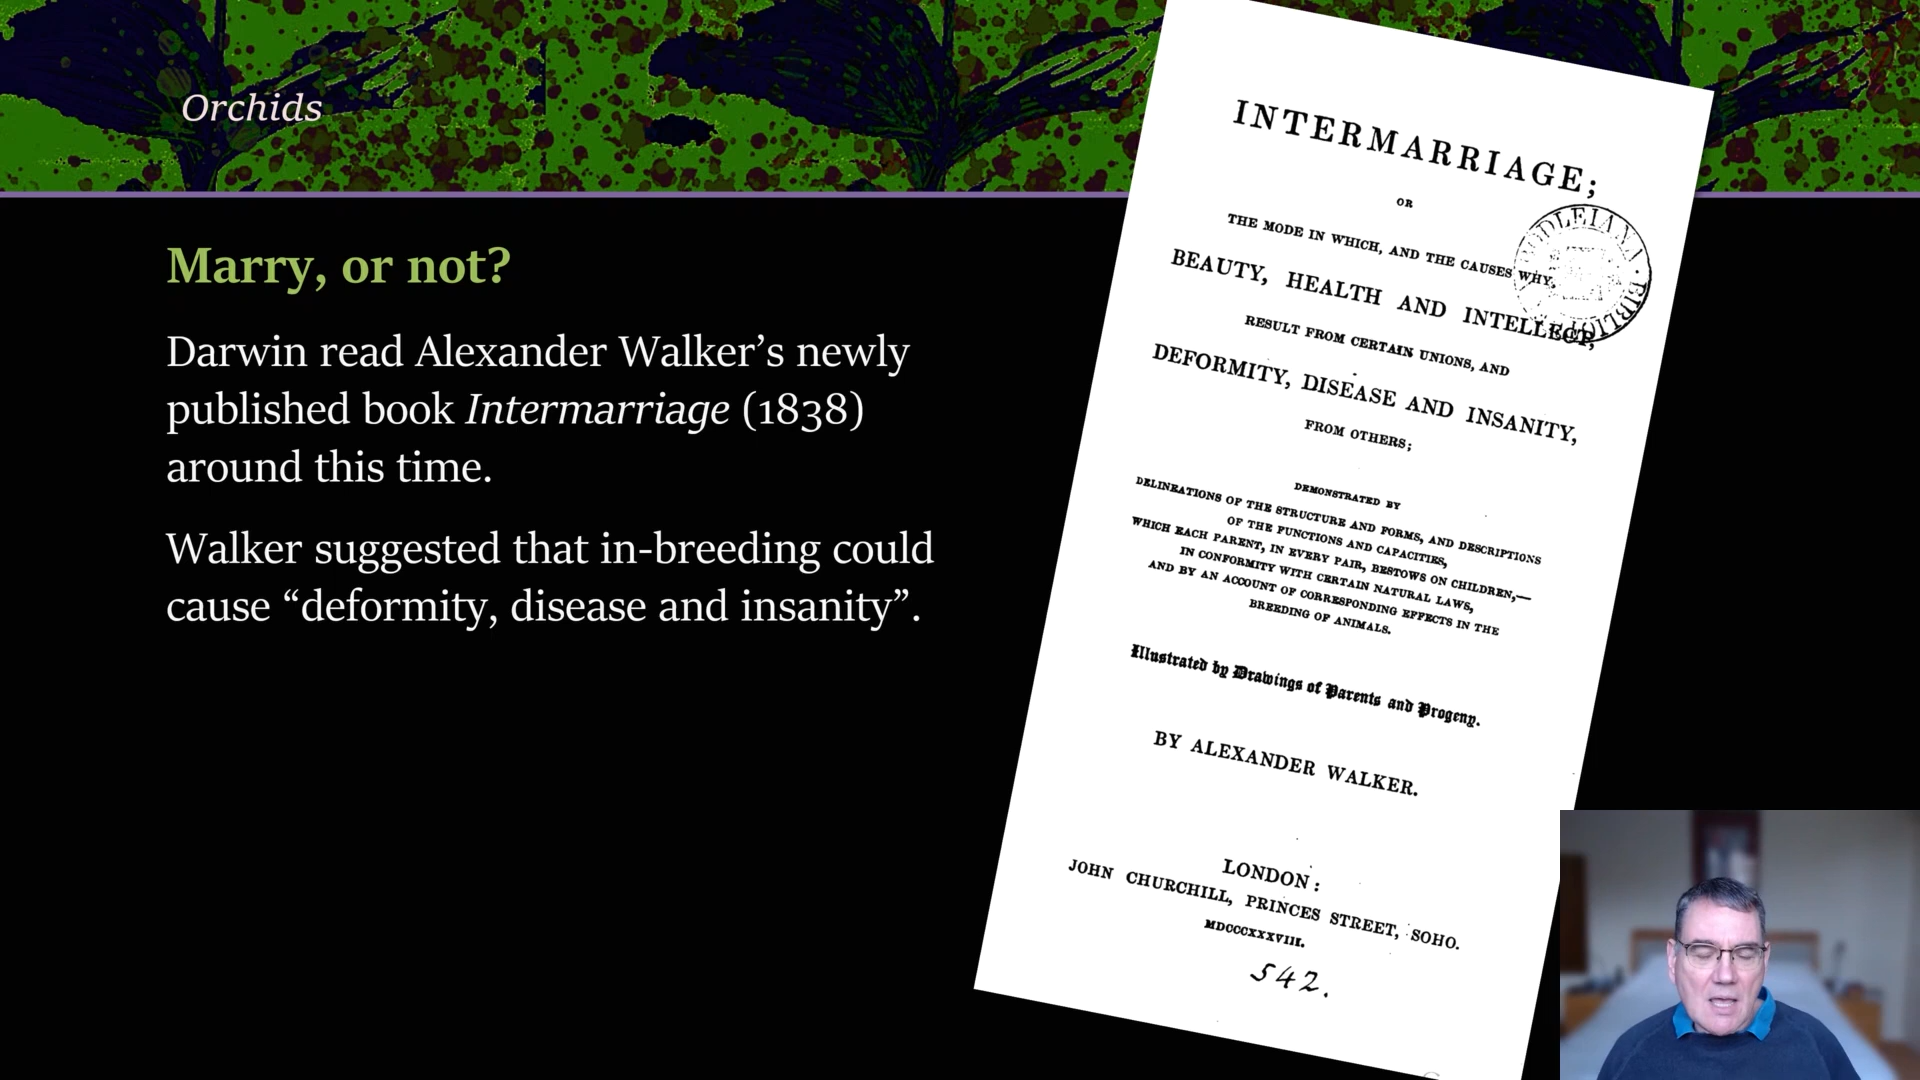 Orchids
Marry, or not?
Darwin read Alexander Walker’s newly
published book Intermarriage (1838)
around this time.
Walker suggested that in-breeding could
cause “deformity, disease and insanity”.
INTERMARRIAGE;
OR
THE MODE IN WHICH, AND THE CAUSES WHY,
BEAUTY, HEALTH AND INTELLECT,
RESULT FROM CERTAIN UNIONS, AND
DEFORMITY, DISEASE AND INSANITY,
FROM OTHERS;
DEMONSTRATED BY
DELINEATIONS OF THE STRUCTURE AND FORMS, AND DESCRIPTIONS
OF THE FUNCTIONS AND CAPACITIES,
WHICH EACH PARENT, IN EVERY PAIR, BESTOWS ON CHILDREN,—
IN CONFORMITY WITH CERTAIN NATURAL LAWS,
AND BY AN ACCOUNT OF CORRESPONDING EFFECTS IN THE
BREEDING OF ANIMALS.
Illustrated by Drawings of Parents and Progeny.
BY ALEXANDER WALKER.
LONDON:
JOHN CHURCHILL, PRINCES STREET, SOHO.
MDCCCXXXVIII.
542.